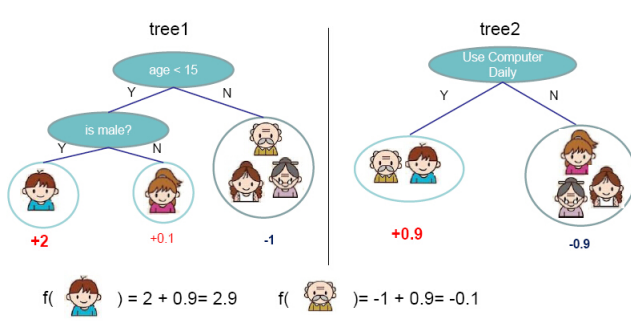 tree1
tree2
age < 15
Use Computer
Daily
Y
N
Y
N
is male?
Y
N
+2
+0.1
-1
+0.9
-0.9
f( ) = 2 + 0.9= 2.9
f( )= -1 + 0.9= -0.1